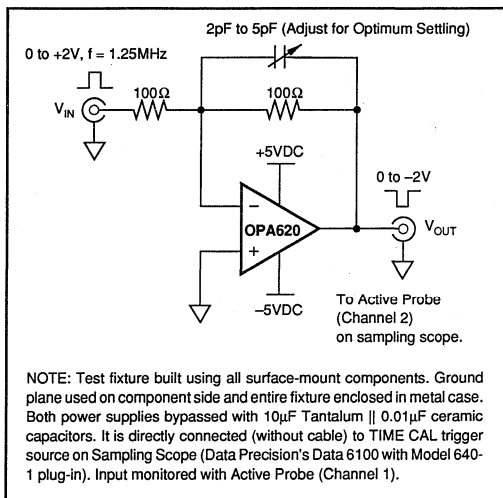 2pF to 5pF (Adjust for Optimum Settling)
0 to +2V, f = 1.25MHz
100Ω
100Ω
VIN
+5VDC
0 to –2V
–
OPA620
+
VOUT
–5VDC
To Active Probe
(Channel 2)
on sampling scope.
NOTE: Test fixture built using all surface-mount components. Ground
plane used on component side and entire fixture enclosed in metal case.
Both power supplies bypassed with 10µF Tantalum || 0.01µF ceramic
capacitors. It is directly connected (without cable) to TIME CAL trigger
source on Sampling Scope (Data Precision's Data 6100 with Model 640-
1 plug-in). Input monitored with Active Probe (Channel 1).